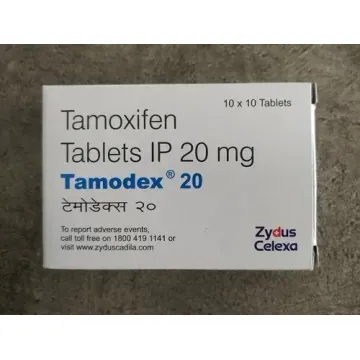 10 x 10 Tablets
Tamoxifen
Tablets IP 20 mg
Tamodex® 20
टेमोडेक्स २०
To report adverse events,
call toll free on 1800 419 1141 or
visit www.zyduscadila.com
Zydus
Celexa